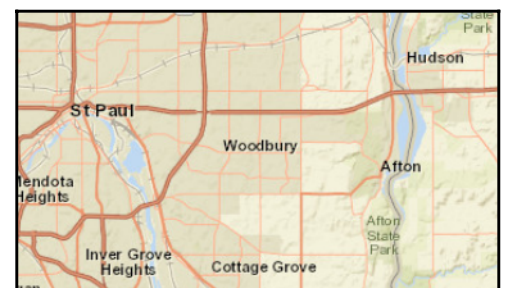 State
Park
Hudson
St Paul
Woodbury
Afton
Mendota
Heights
Afton
State
Park
Inver Grove
Heights
Cottage Grove